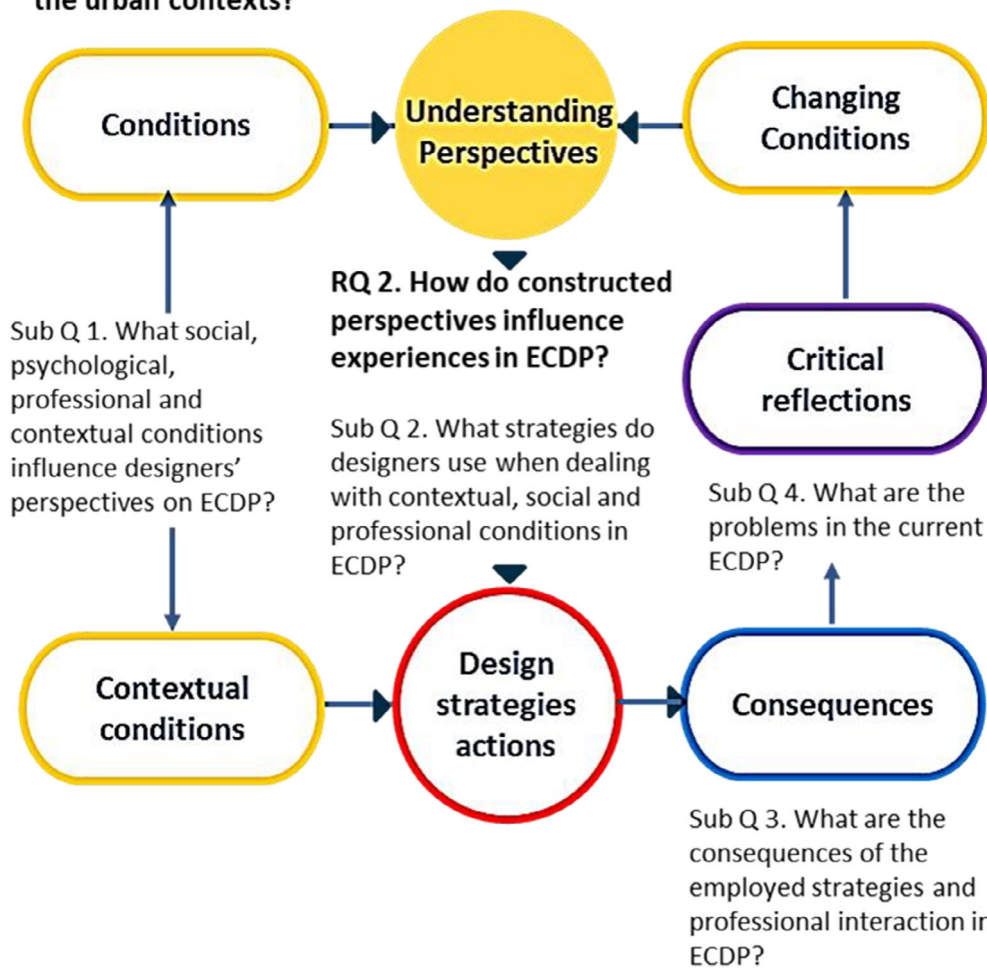 the urban contexts?
Conditions
Understanding
Perspectives
Changing
Conditions
RQ 2. How do constructed
perspectives influence
experiences in ECDP?
Sub Q 1. What social,
psychological,
professional and
contextual conditions
influence designers'
perspectives on ECDP?
Sub Q 2. What strategies do
designers use when dealing
with contextual, social and
professional conditions in
ECDP?
Critical
reflections
Sub Q 4. What are the
problems in the current
ECDP?
Contextual
conditions
Design
strategies
actions
Consequences
Sub Q 3. What are the
consequences of the
employed strategies and
professional interaction in
ECDP?